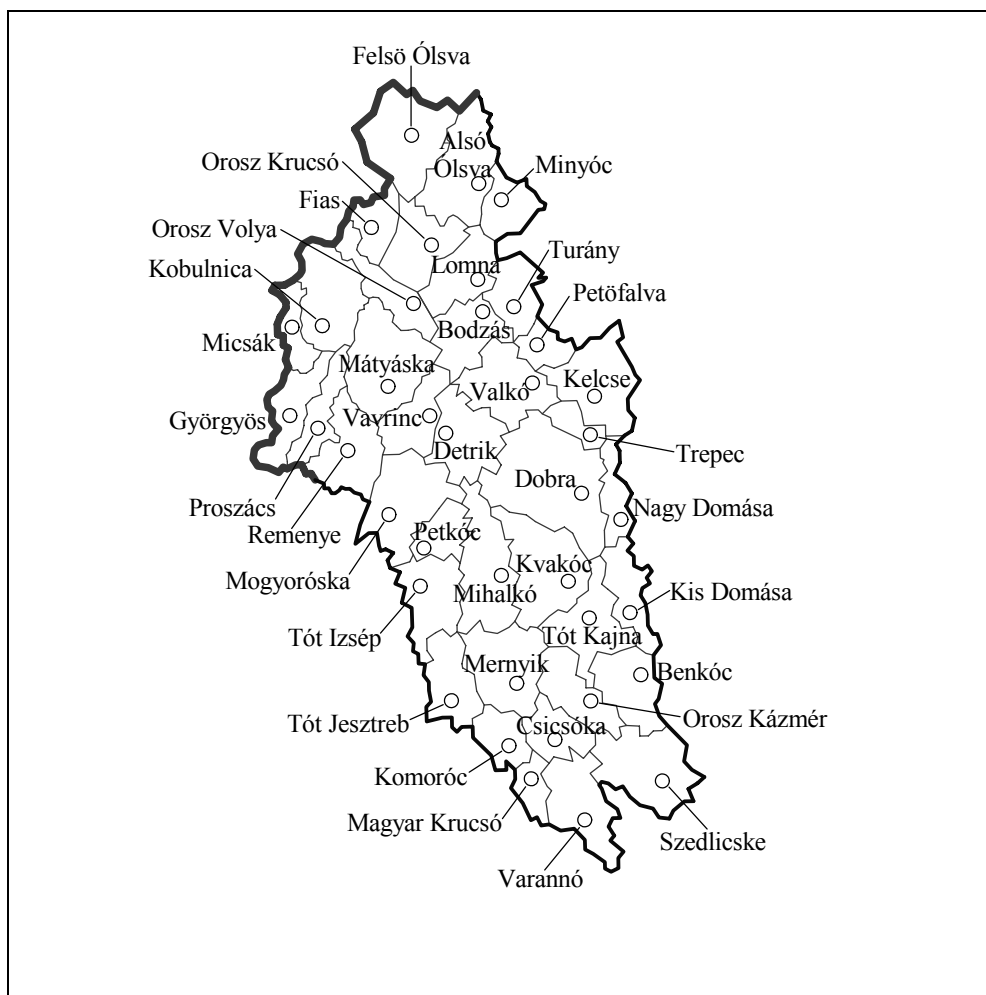 Felsö Ólsva
Alsó
Ólsva
Orosz Krucsó
Minyóc
Fias
Orosz Volya
Turány
Lomna
Kobulnica
Petöfalva
Bodzás
Micsák
Mátyáska
Valkó
Kelcse
Györgyös
Vavrinc
Detrik
Trepec
Dobra
Proszács
Nagy Domása
Remenye
Petkóc
Kvakóc
Mogyoróska
Mihalkó
Kis Domása
Tót Izsép
Tót Kajna
Mernyik
Benkóc
Tót Jesztreb
Csicsóka
Orosz Kázmér
Komoróc
Magyar Krucsó
Szedlicske
Varannó